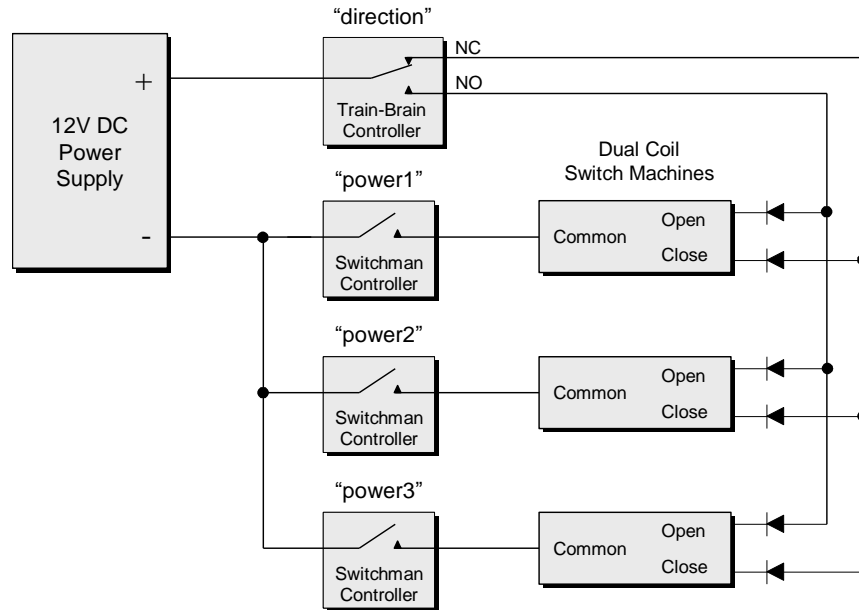 “direction”
12V DC
Power
Supply
+
-
NC
NO
Train-Brain
Controller
Dual Coil
Switch Machines
“power1”
Switchman
Controller
Common
Open
Close
“power2”
Switchman
Controller
Common
Open
Close
“power3”
Switchman
Controller
Common
Open
Close